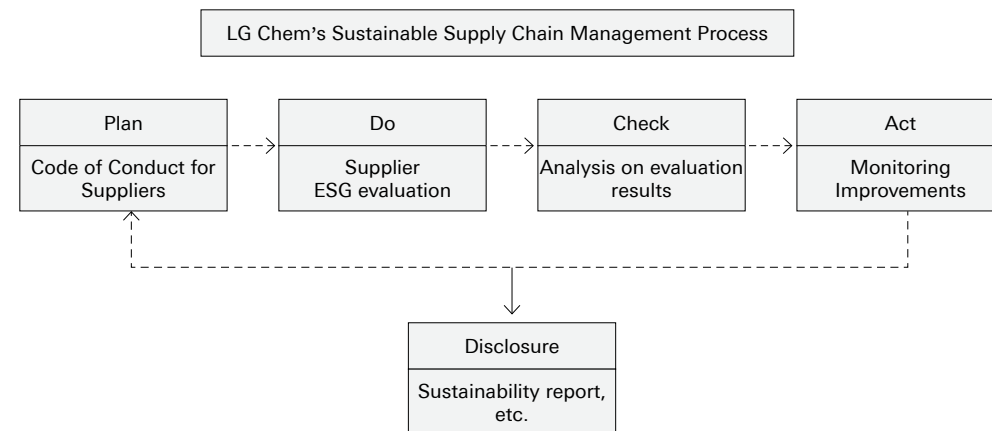 LG Chem's Sustainable Supply Chain Management Process
Plan
Code of Conduct for
Suppliers
Do
Supplier
ESG evaluation
Check
Analysis on evaluation
results
Act
Monitoring
Improvements
Disclosure
Sustainability report,
etc.